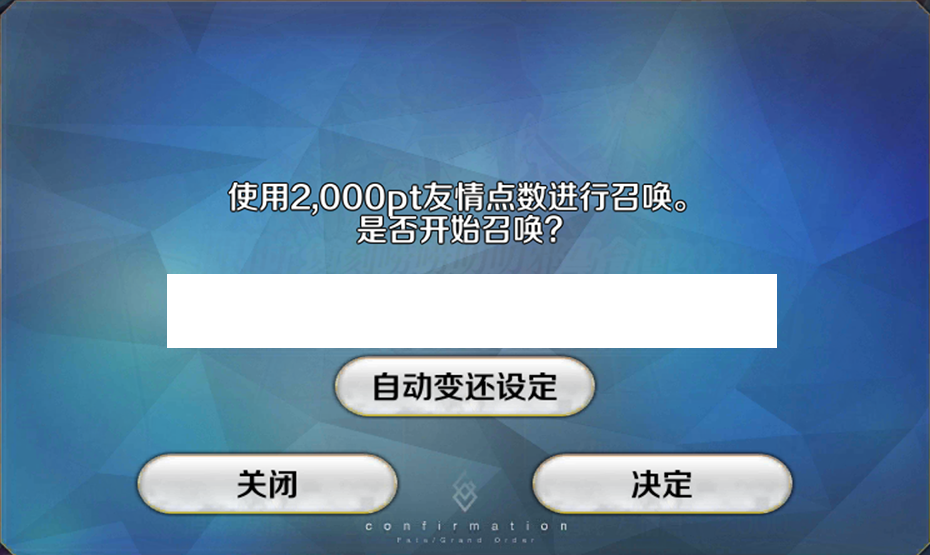 使用2,000pt友情点数进行召唤。
是否开始召唤?
自动变还设定
关闭
决定
confirmation
Fate/Grand Order